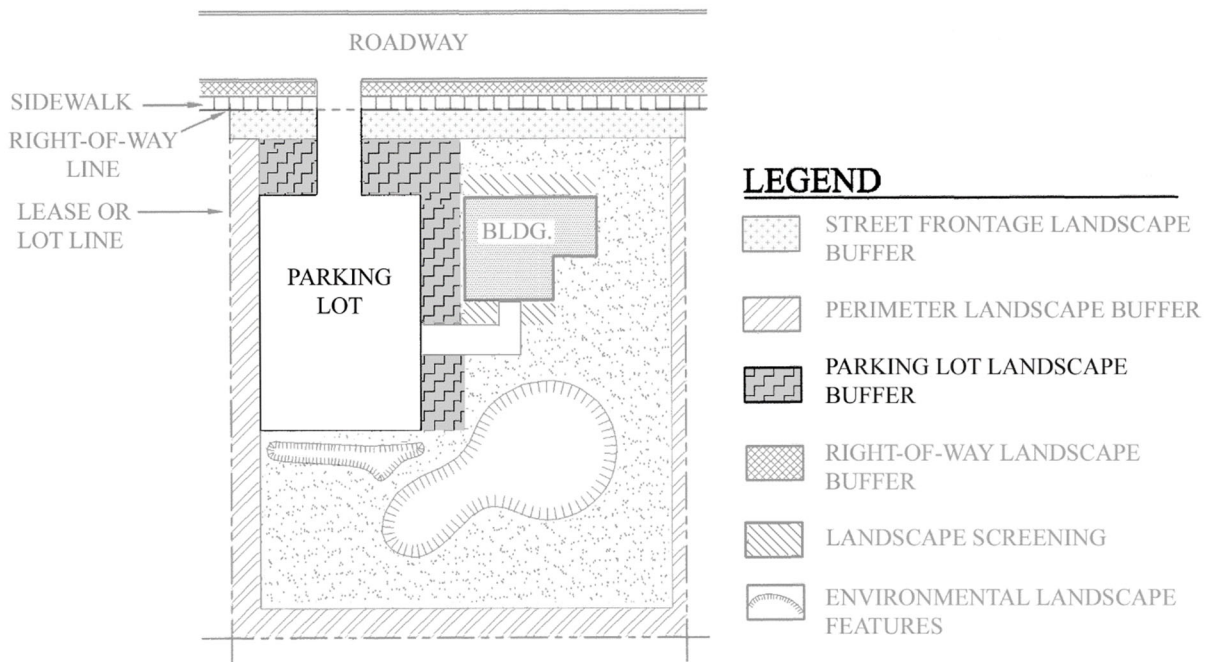 ROADWAY
SIDEWALK
RIGHT-OF-WAY
LINE
LEASE OR
LOT LINE
BLDG.
PARKING
LOT
LEGEND
STREET FRONTAGE LANDSCAPE
BUFFER
PERIMETER LANDSCAPE BUFFER
PARKING LOT LANDSCAPE
BUFFER
RIGHT-OF-WAY LANDSCAPE
BUFFER
LANDSCAPE SCREENING
ENVIRONMENTAL LANDSCAPE
FEATURES